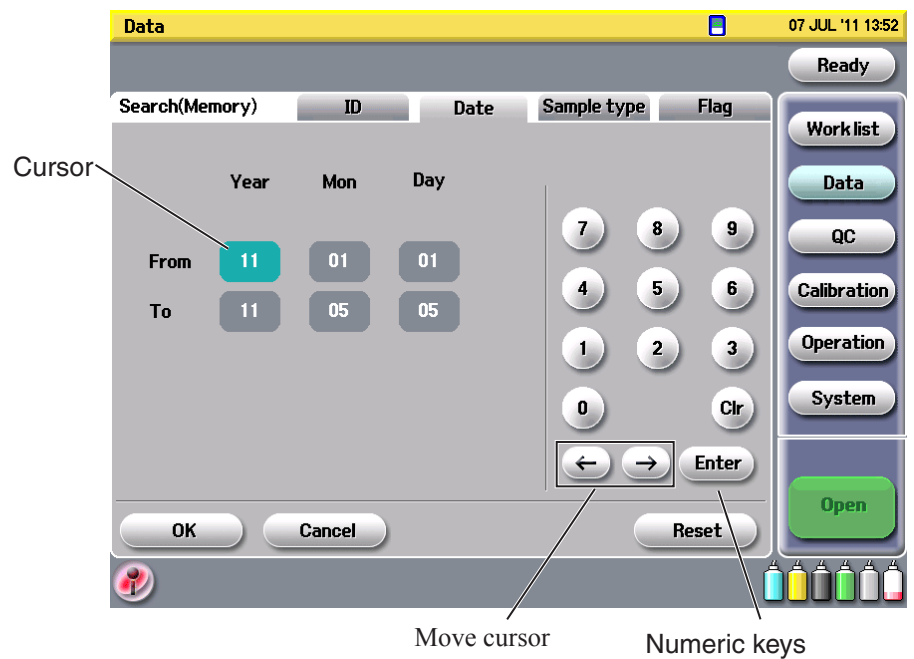 Data
07 JUL '11 13:52
Ready
Search(Memory) ID Date Sample type Flag
Work list
Cursor
Year Mon Day
Data
7 8 9
QC
From 11 01 01
4 5 6
Calibration
To 11 05 05
1 2 3
Operation
0 Clr
System
← → Enter
Open
OK Cancel Reset
Move cursor
Numeric keys